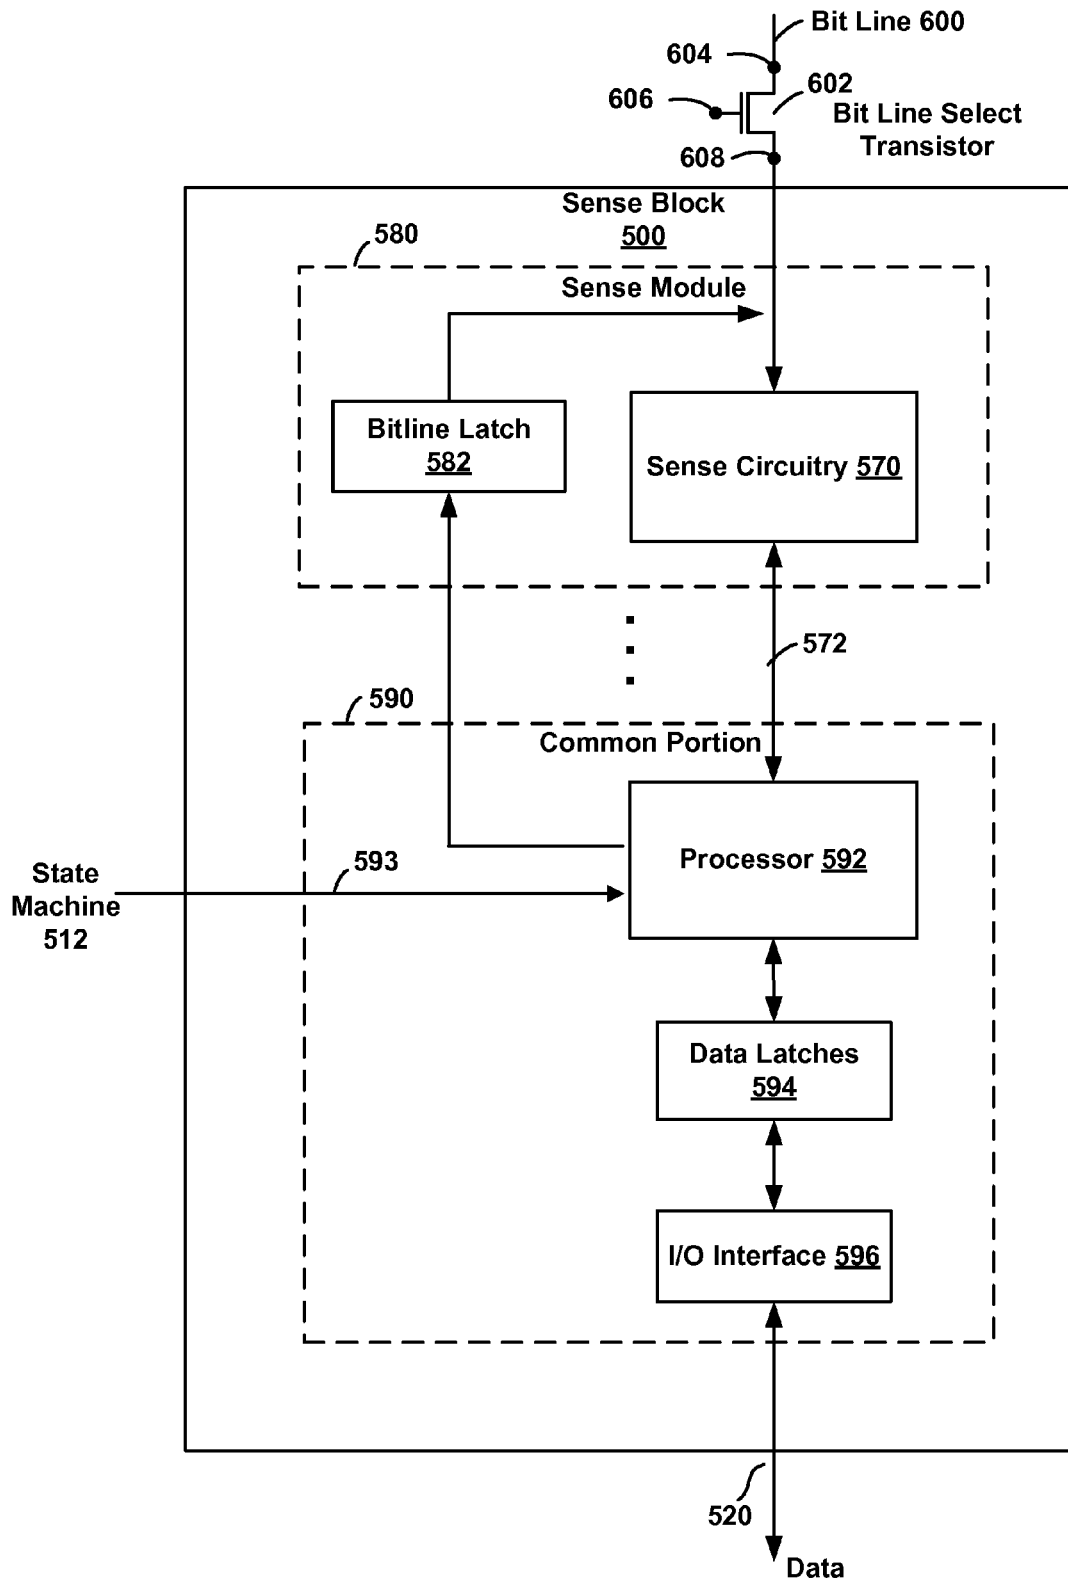 Bit Line 600
604
602
606
Bit Line Select
Transistor
608
Sense Block
500
580
Sense Module
Bitline Latch
582
Sense Circuitry 570
572
590
Common Portion
Processor 592
593
State
Machine
512
Data Latches
594
I/O Interface 596
520
Data